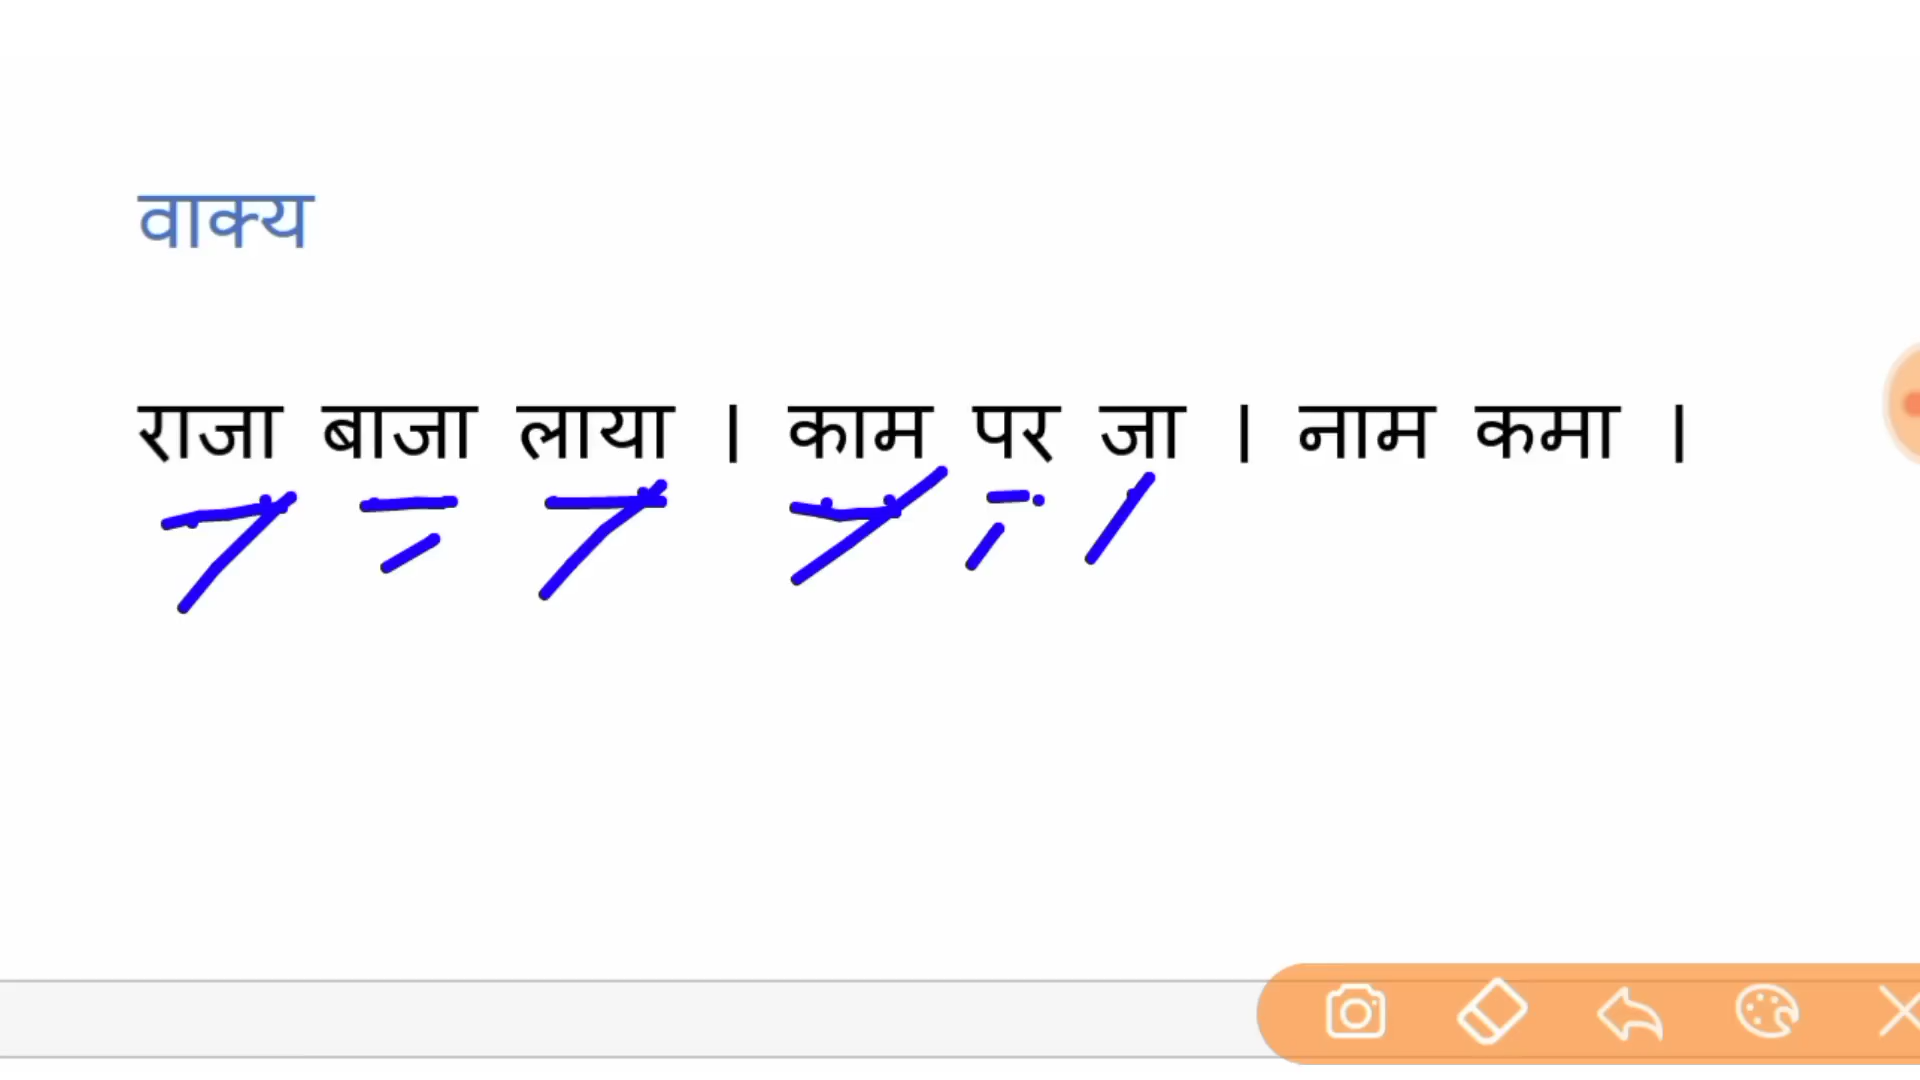 वाक्य
राजा बाजा लाया । काम पर जा । नाम कमा ।